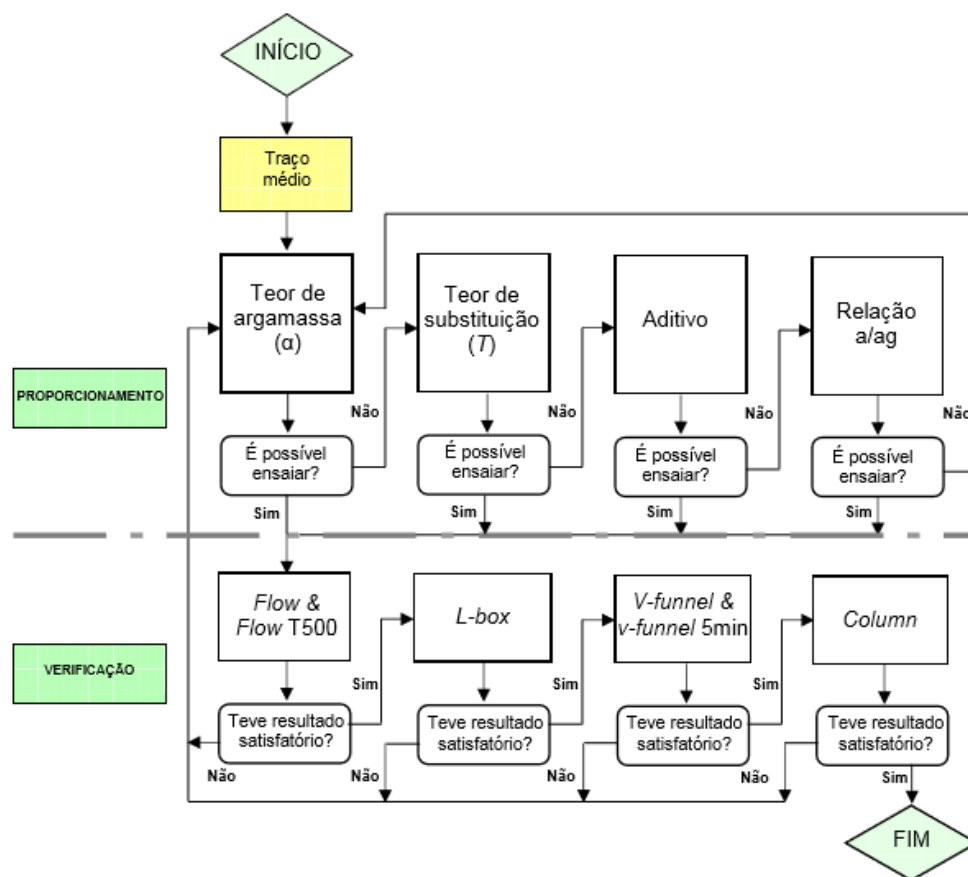 INÍCIO
Traço
médio
Teor de
argamassa
(α)
Teor de
substituição
(T)
Aditivo
Relação
a/ag
PROPORCIONAMENTO
Não
Não
Não
Não
É possível
ensaiar?
É possível
ensaiar?
É possível
ensaiar?
É possível
ensaiar?
Sim
Sim
Sim
Sim
Flow &
Flow T500
L-box
V-funnel &
v-funnel 5min
Column
VERIFICAÇÃO
Sim
Sim
Sim
Teve resultado
satisfatório?
Teve resultado
satisfatório?
Teve resultado
satisfatório?
Teve resultado
satisfatório?
Não
Não
Não
Não
Sim
FIM